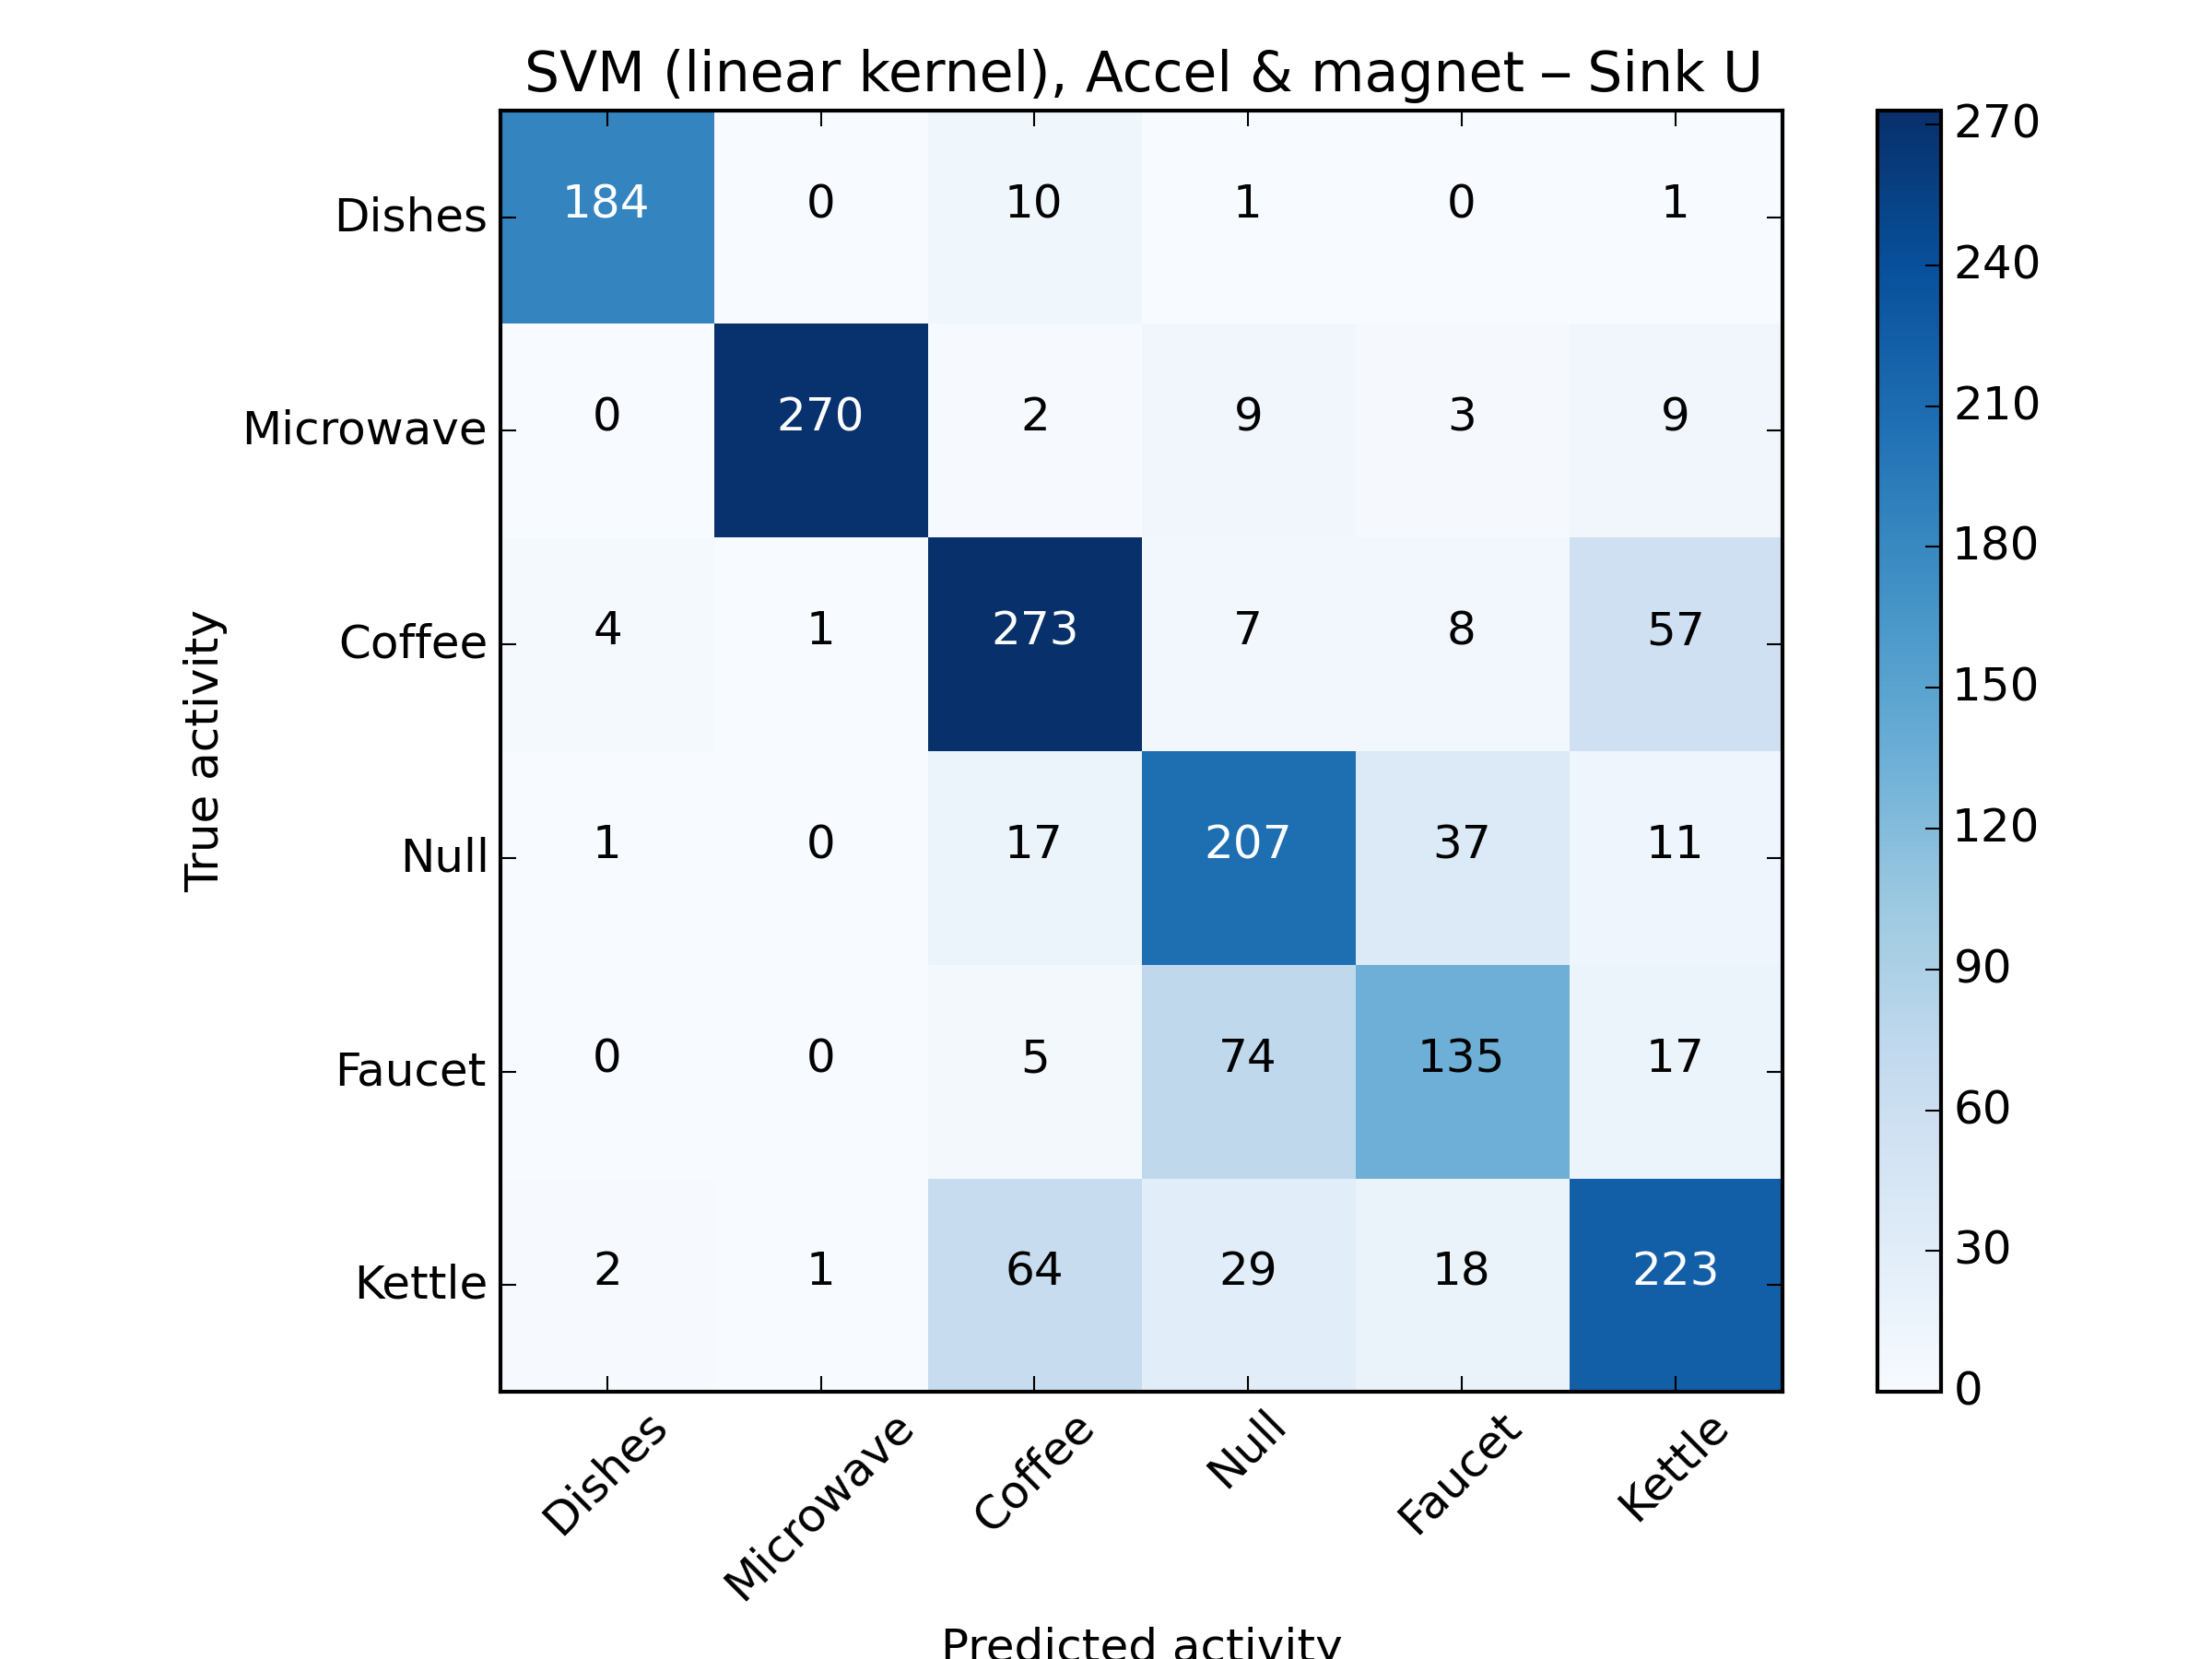 SVM (linear kernel), Accel & magnet – Sink U
270
Dishes 184 0 10 1 0 1
240
Microwave 0 270 2 9 3 9
210
180
Coffee 4 1 273 7 8 57
150
True activity
120
Null 1 0 17 207 37 11
90
Faucet 0 0 5 74 135 17
60
Kettle 2 1 64 29 18 223
30
0
Dishes Microwave Coffee Null Faucet Kettle
Predicted activity